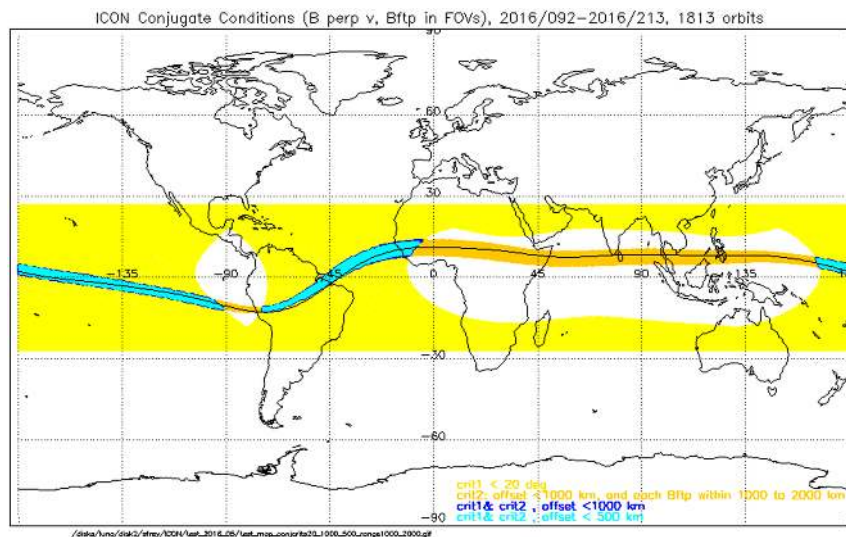 ICON Conjugate Conditions (B perp v, Bftp in FOVs), 2016/092-2016/213, 1813 orbits
90
60
30
-135 -90 -45 0 45 90 135
-30
-60
crit1 < 20 deg
crit2: offset <1000 km, and each Bftp within 1000 to 2000 km
crit1& crit2 , offset <1000 km
crit1& crit2 , offset < 500 km
-90